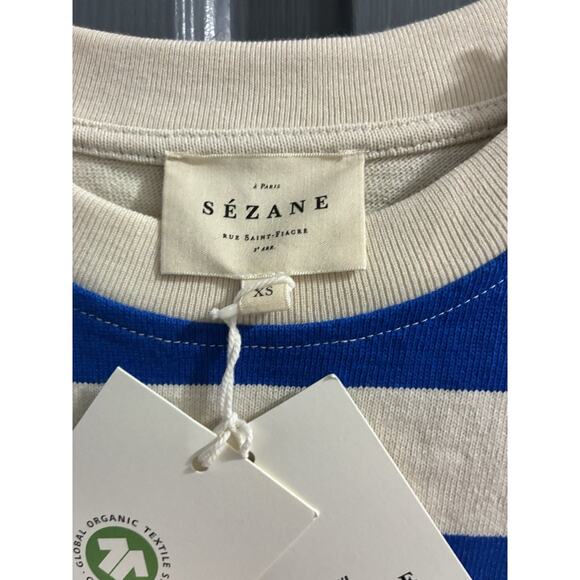 à Paris
SÉZANE
rue Saint-Fiacre
2e arr.
XS
GLOBAL ORGANIC TEXTILE S